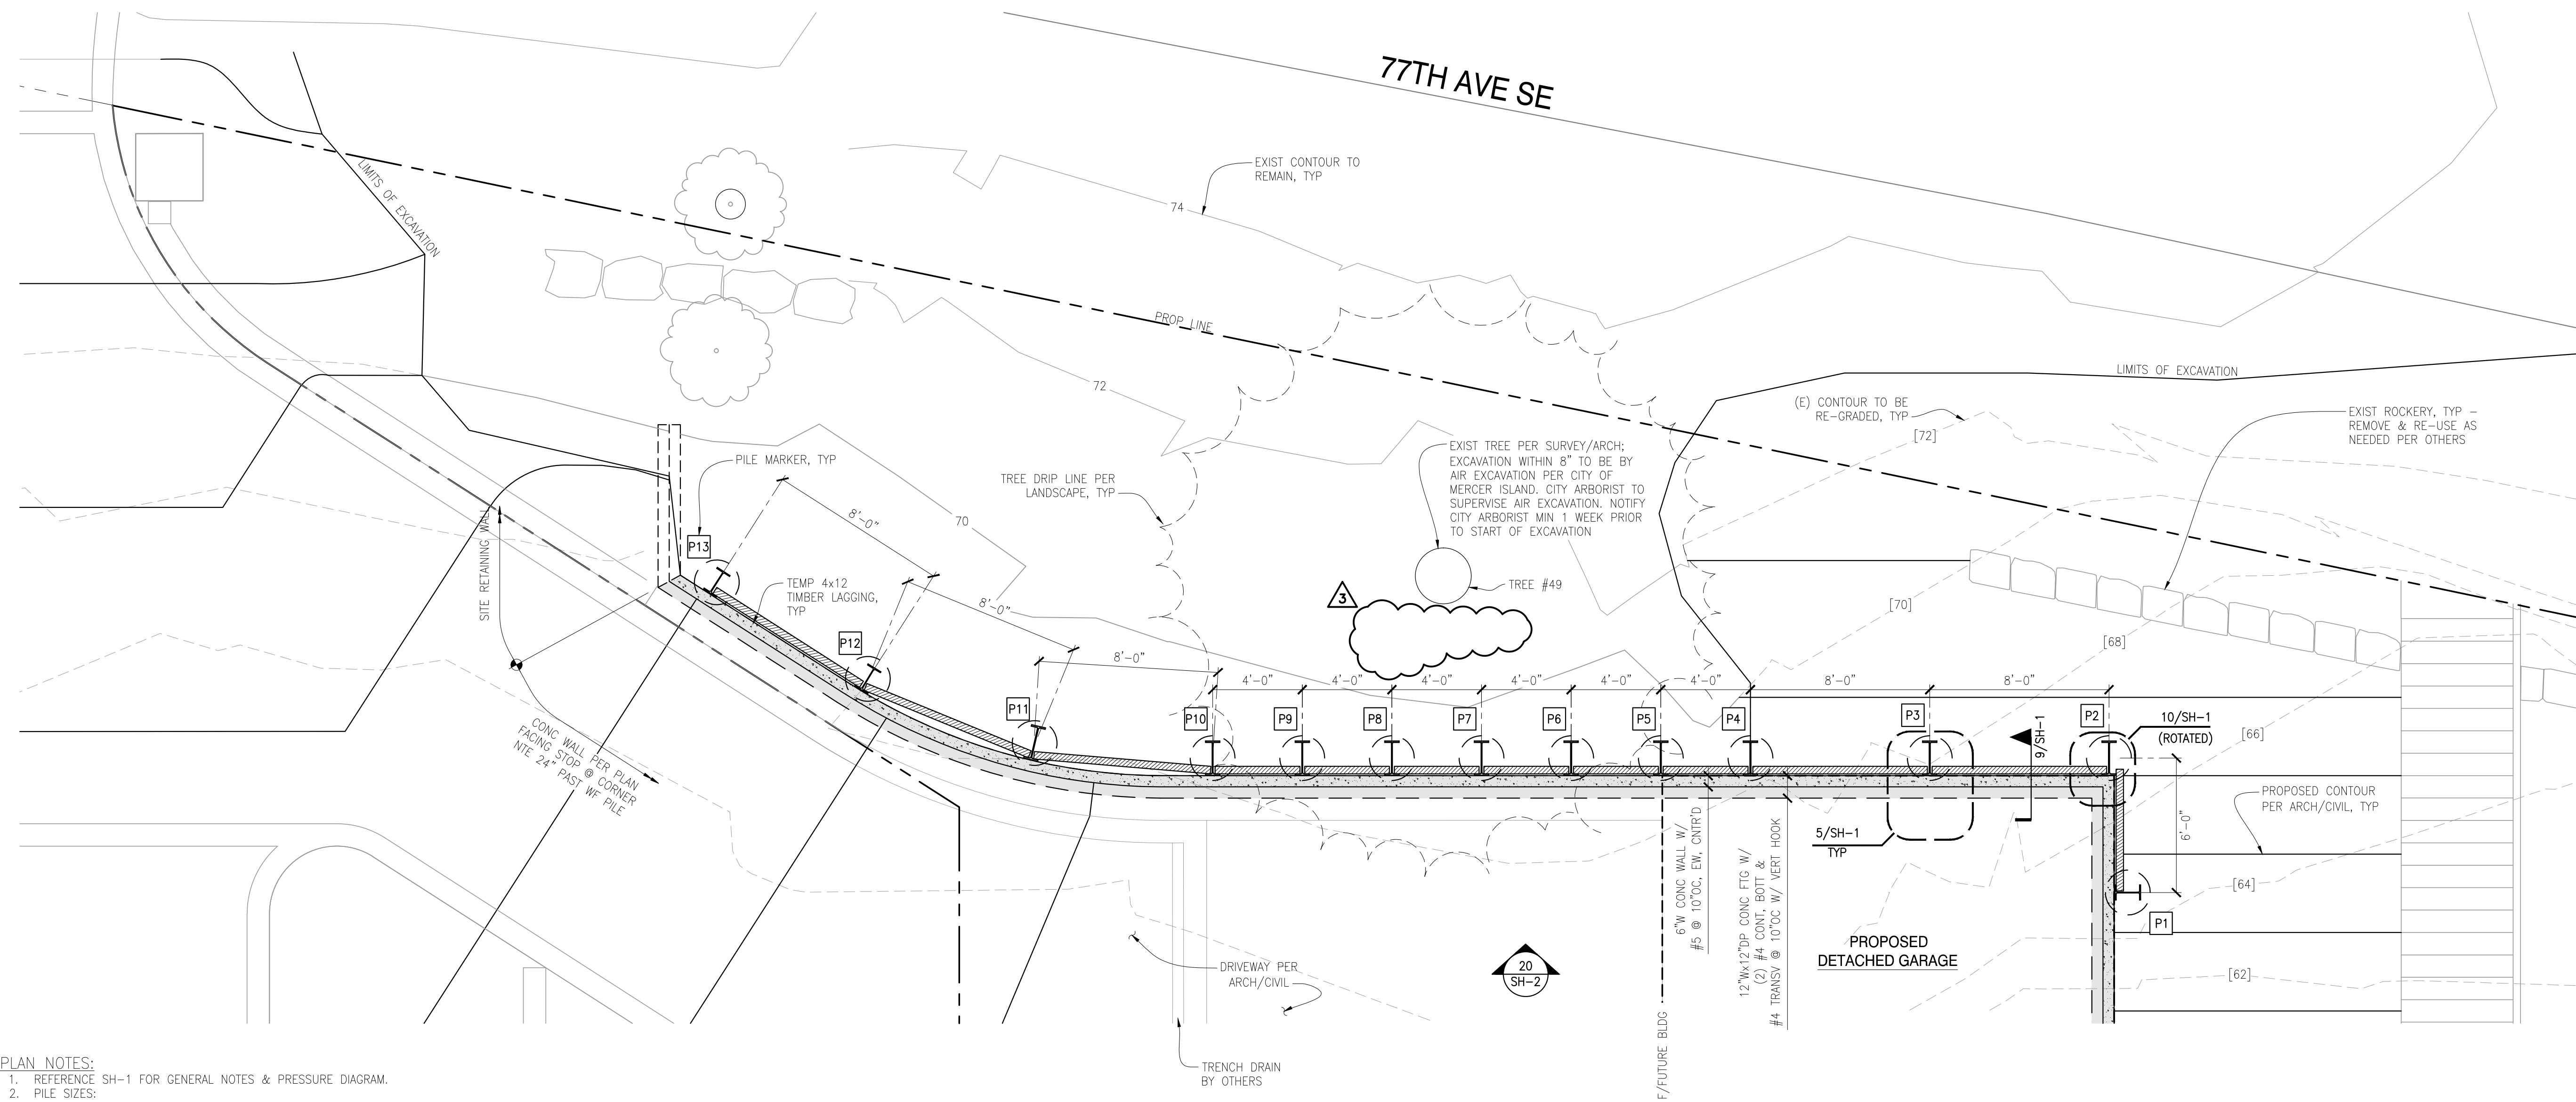 77TH AVE SE
EXIST CONTOUR TO
REMAIN, TYP
74
LIMITS OF EXCAVATION
PROP LINE
72
LIMITS OF EXCAVATION
(E) CONTOUR TO BE
RE-GRADED, TYP
[72]
EXIST ROCKERY, TYP -
REMOVE & RE-USE AS
NEEDED PER OTHERS
EXIST TREE PER SURVEY/ARCH;
EXCAVATION WITHIN 8" TO BE BY
AIR EXCAVATION PER CITY OF
MERCER ISLAND. CITY ARBORIST TO
SUPERVISE AIR EXCAVATION. NOTIFY
CITY ARBORIST MIN 1 WEEK PRIOR
TO START OF EXCAVATION
PILE MARKER, TYP
TREE DRIP LINE PER
LANDSCAPE, TYP
8'-0"
70
SITE RETAINING WALL
P13
TEMP 4x12
TIMBER LAGGING,
TYP
TREE #49
3
8'-0"
[70]
[68]
P12
8'-0"
4'-0"
4'-0"
4'-0"
4'-0"
4'-0"
4'-0"
8'-0"
8'-0"
P11
P10
P9
P8
P7
P6
P5
P4
P3
P2
9/SH-1
10/SH-1
(ROTATED)
[66]
CONC WALL PER PLAN
FACING STOP @ CORNER
NTE 24" PAST WF PILE
PROPOSED CONTOUR
PER ARCH/CIVIL, TYP
6'-0"
5/SH-1
TYP
6"W CONC WALL W/
#5 @ 10"OC, EW, CNTR'D
12"Wx12"DP CONC FTG W/
(2) #4 CONT, BOTT &
#4 TRANSV @ 10"OC W/ VERT HOOK
[64]
P1
PROPOSED
DETACHED GARAGE
20
SH-2
DRIVEWAY PER
ARCH/CIVIL
[62]
F/FUTURE BLDG
TRENCH DRAIN
BY OTHERS
PLAN NOTES:
1. REFERENCE SH-1 FOR GENERAL NOTES & PRESSURE DIAGRAM.
2. PILE SIZES: